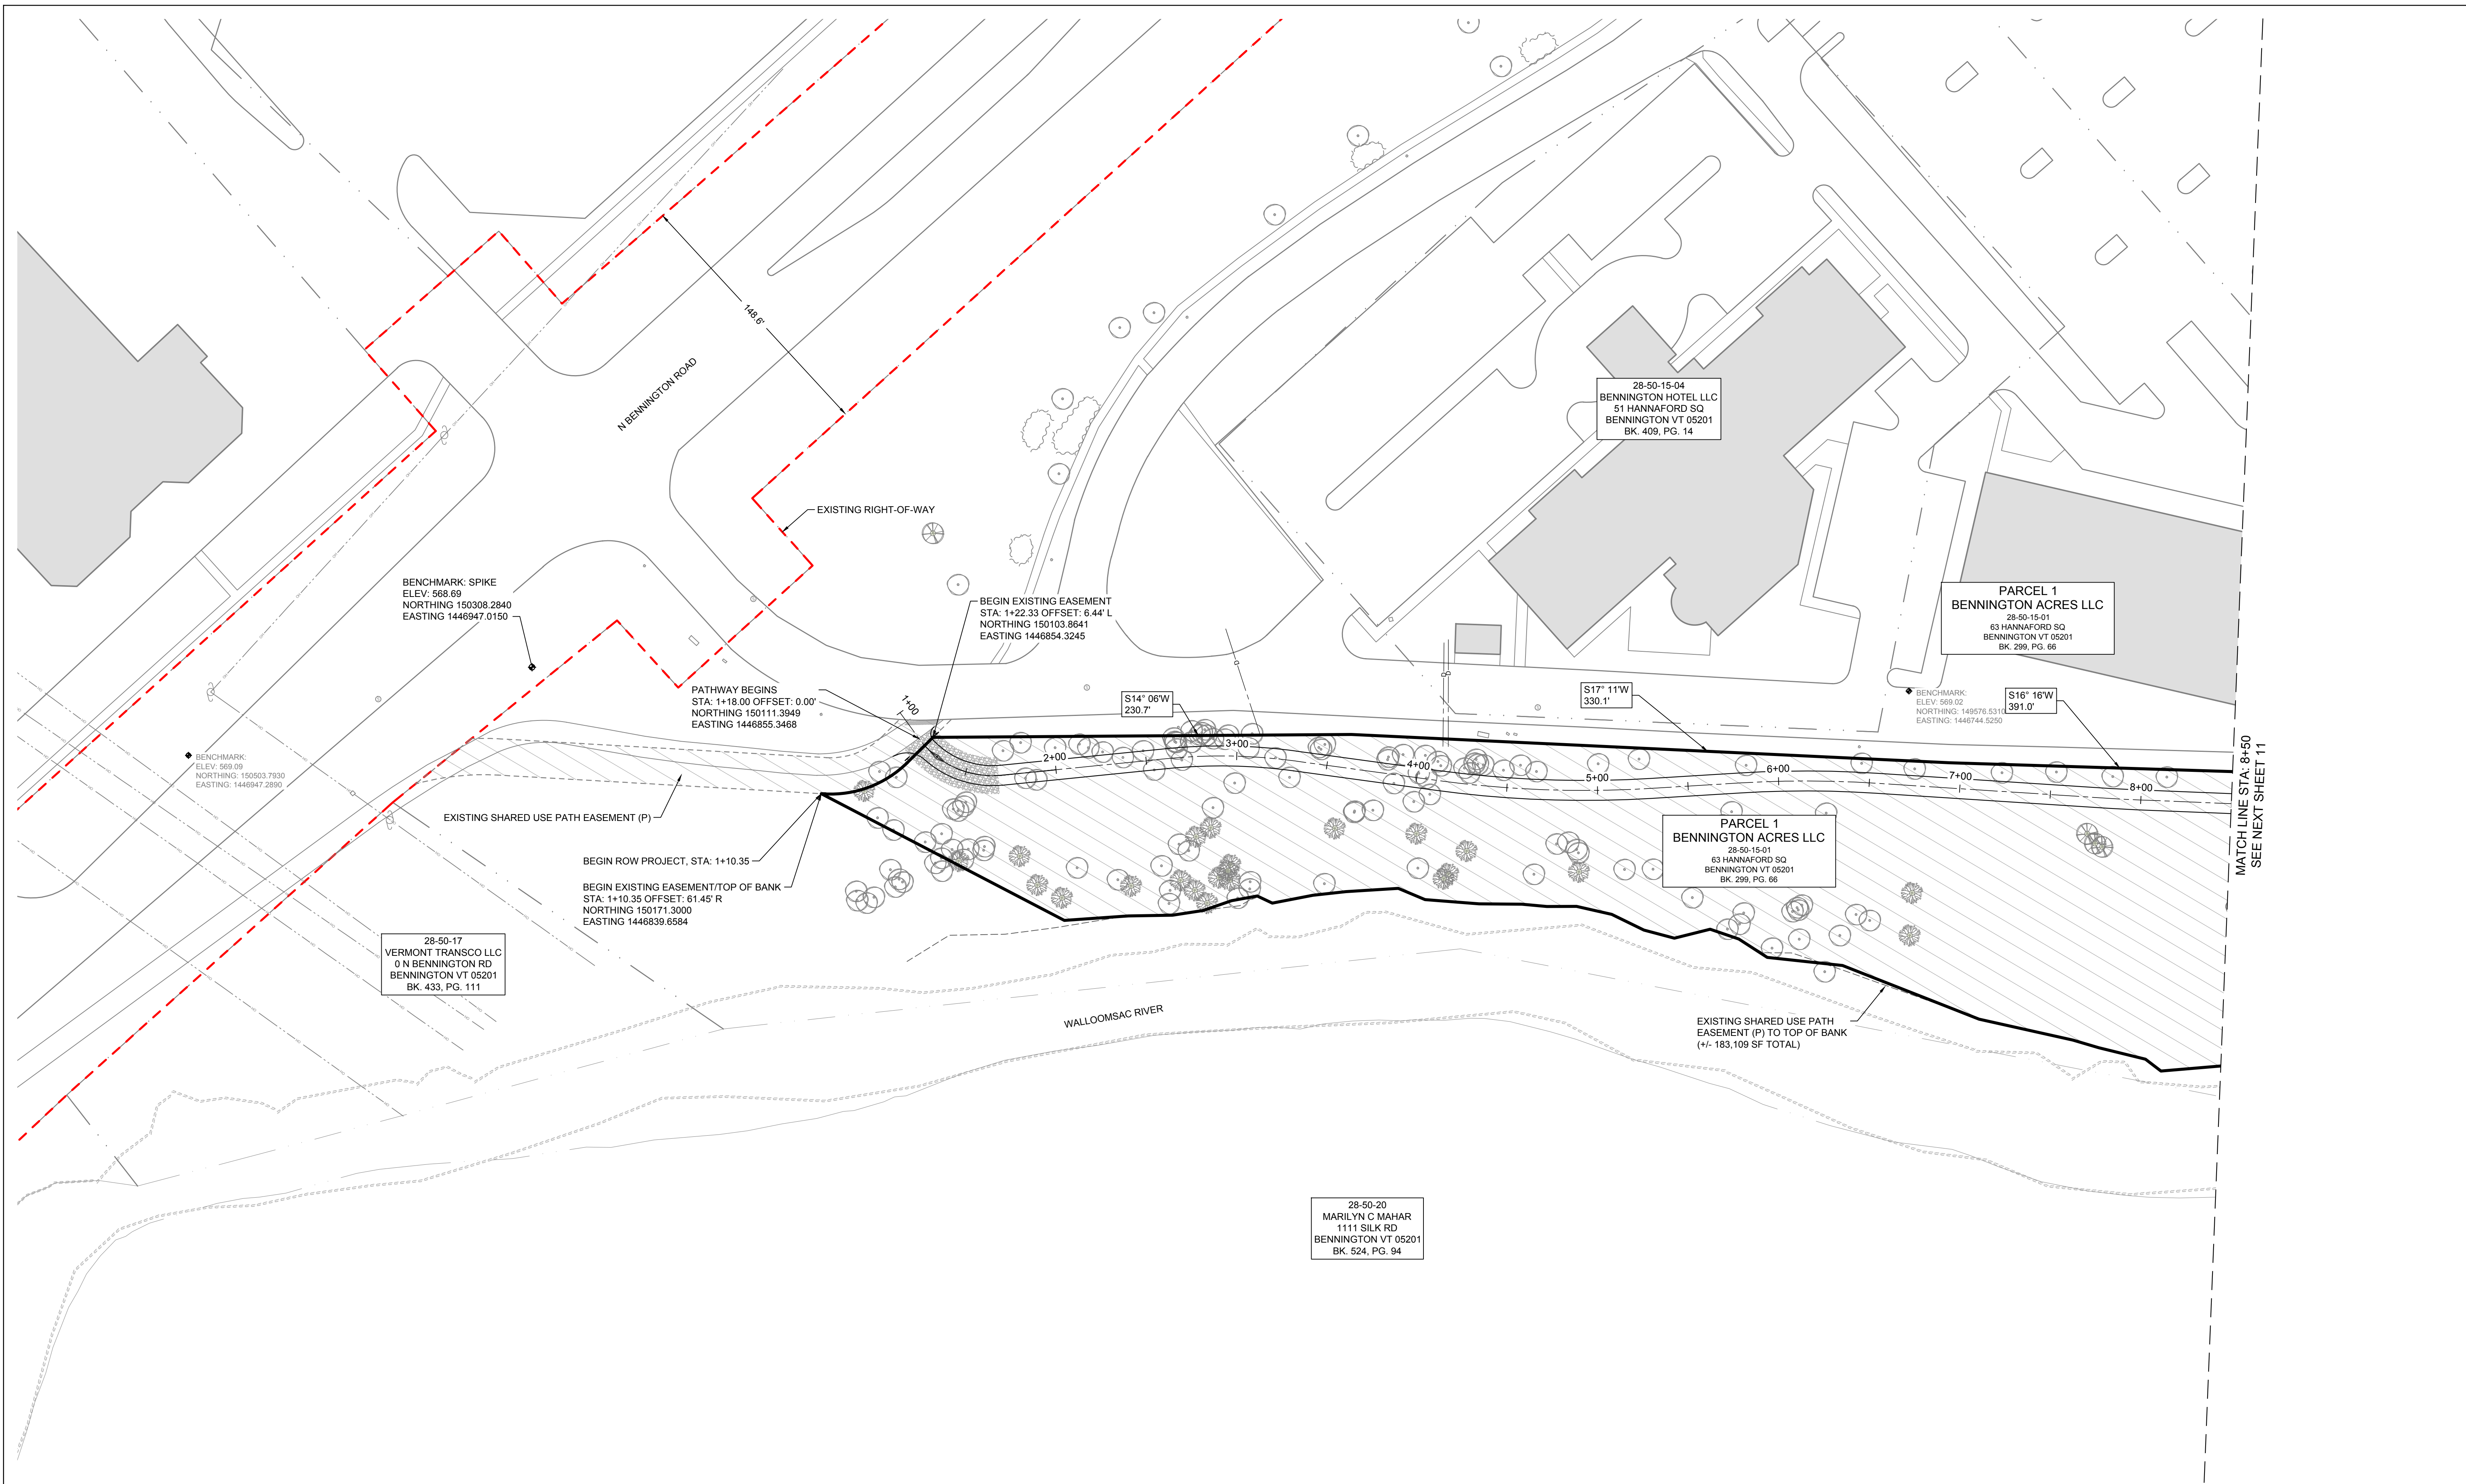 148.6'
N BENNINGTON ROAD
28-50-15-04
BENNINGTON HOTEL LLC
51 HANNAFORD SQ
BENNINGTON VT 05201
BK. 409, PG. 14
EXISTING RIGHT-OF-WAY
BENCHMARK: SPIKE
ELEV: 568.69
NORTHING 150308.2840
EASTING 1446947.0150
BEGIN EXISTING EASEMENT
STA: 1+22.33 OFFSET: 6.44' L
NORTHING 150103.8641
EASTING 1446854.3245
PARCEL 1
BENNINGTON ACRES LLC
28-50-15-01
63 HANNAFORD SQ
BENNINGTON VT 05201
BK. 299, PG. 66
PATHWAY BEGINS
STA: 1+18.00 OFFSET: 0.00'
NORTHING 150111.3949
EASTING 1446855.3468
S14° 06'W
230.7'
S17° 11'W
330.1'
BENCHMARK:
ELEV: 569.02
NORTHING: 149576.5310
EASTING: 1446744.5250
S16° 16'W
391.0'
BENCHMARK:
ELEV: 569.09
NORTHING: 150503.7930
EASTING: 1446947.2890
1+00
2+00
3+00
4+00
5+00
6+00
7+00
8+00
MATCH LINE STA: 8+50
SEE NEXT SHEET 11
EXISTING SHARED USE PATH EASEMENT (P)
PARCEL 1
BENNINGTON ACRES LLC
28-50-15-01
63 HANNAFORD SQ
BENNINGTON VT 05201
BK. 299, PG. 66
BEGIN ROW PROJECT, STA: 1+10.35
BEGIN EXISTING EASEMENT/TOP OF BANK
STA: 1+10.35 OFFSET: 61.45' R
NORTHING 150171.3000
EASTING 1446839.6584
28-50-17
VERMONT TRANSCO LLC
0 N BENNINGTON RD
BENNINGTON VT 05201
BK. 433, PG. 111
WALLOOMSAC RIVER
EXISTING SHARED USE PATH
EASEMENT (P) TO TOP OF BANK
(+/- 183,109 SF TOTAL)
28-50-20
MARILYN C MAHAR
1111 SILK RD
BENNINGTON VT 05201
BK. 524, PG. 94